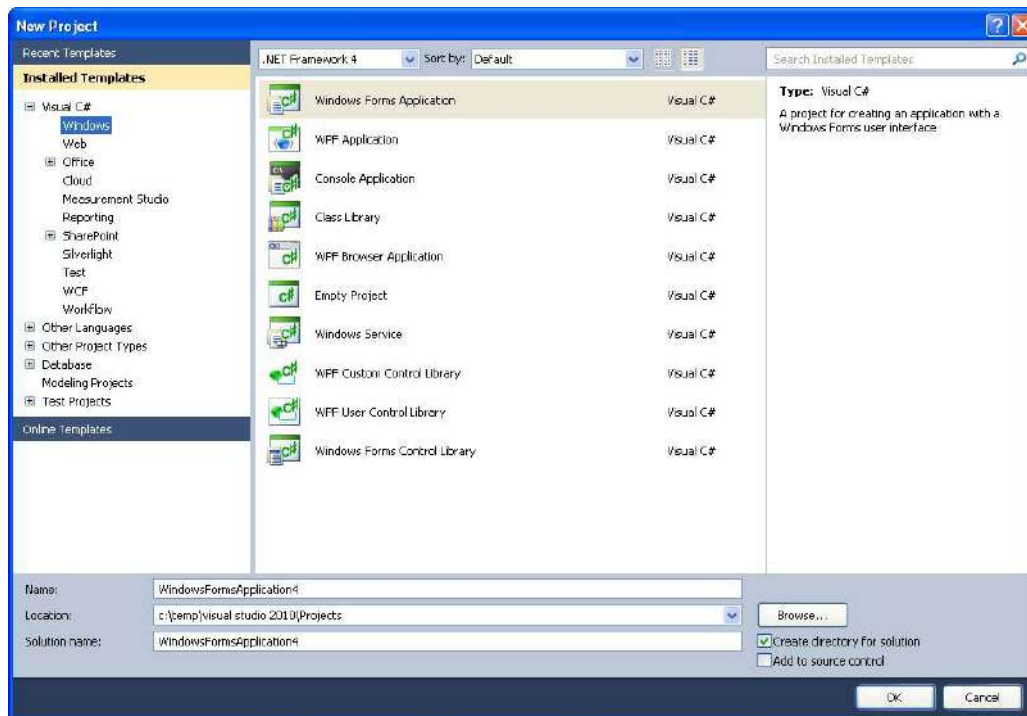 New Project
Recent Templates
.NET Framework 4 Sort by: Default
Search Installed Templates
Installed Templates
Visual C#
Windows
Web
Office
Cloud
Measurement Studio
Reporting
SharePoint
Silverlight
Test
WCF
Workflow
Other Languages
Other Project Types
Database
Modeling Projects
Test Projects
Online Templates
Windows Forms Application Visual C#
WPF Application Visual C#
Console Application Visual C#
Class Library Visual C#
WPF Browser Application Visual C#
Empty Project Visual C#
Windows Service Visual C#
WPF Custom Control Library Visual C#
WPF User Control Library Visual C#
Windows Forms Control Library Visual C#
Type: Visual C#
A project for creating an application with a
Windows Forms user interface
Name: WindowsFormsApplication4
Location: c:\temp\visual studio 2010\Projects
Browse...
Solution name: WindowsFormsApplication4
Create directory for solution
Add to source control
OK Cancel